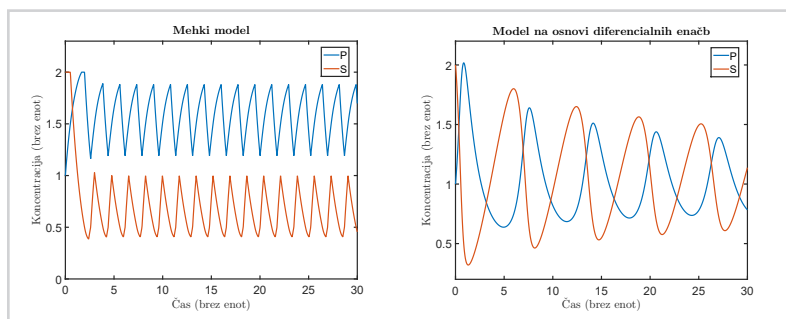 Mehki model
P
S
Koncentracija (brez enot)
2
1.5
1
0.5
0
0 5 10 15 20 25 30
Čas (brez enot)
Model na osnovi diferencialnih enačb
P
S
Koncentracija (brez enot)
2
1.5
1
0.5
0 5 10 15 20 25 30
Čas (brez enot)